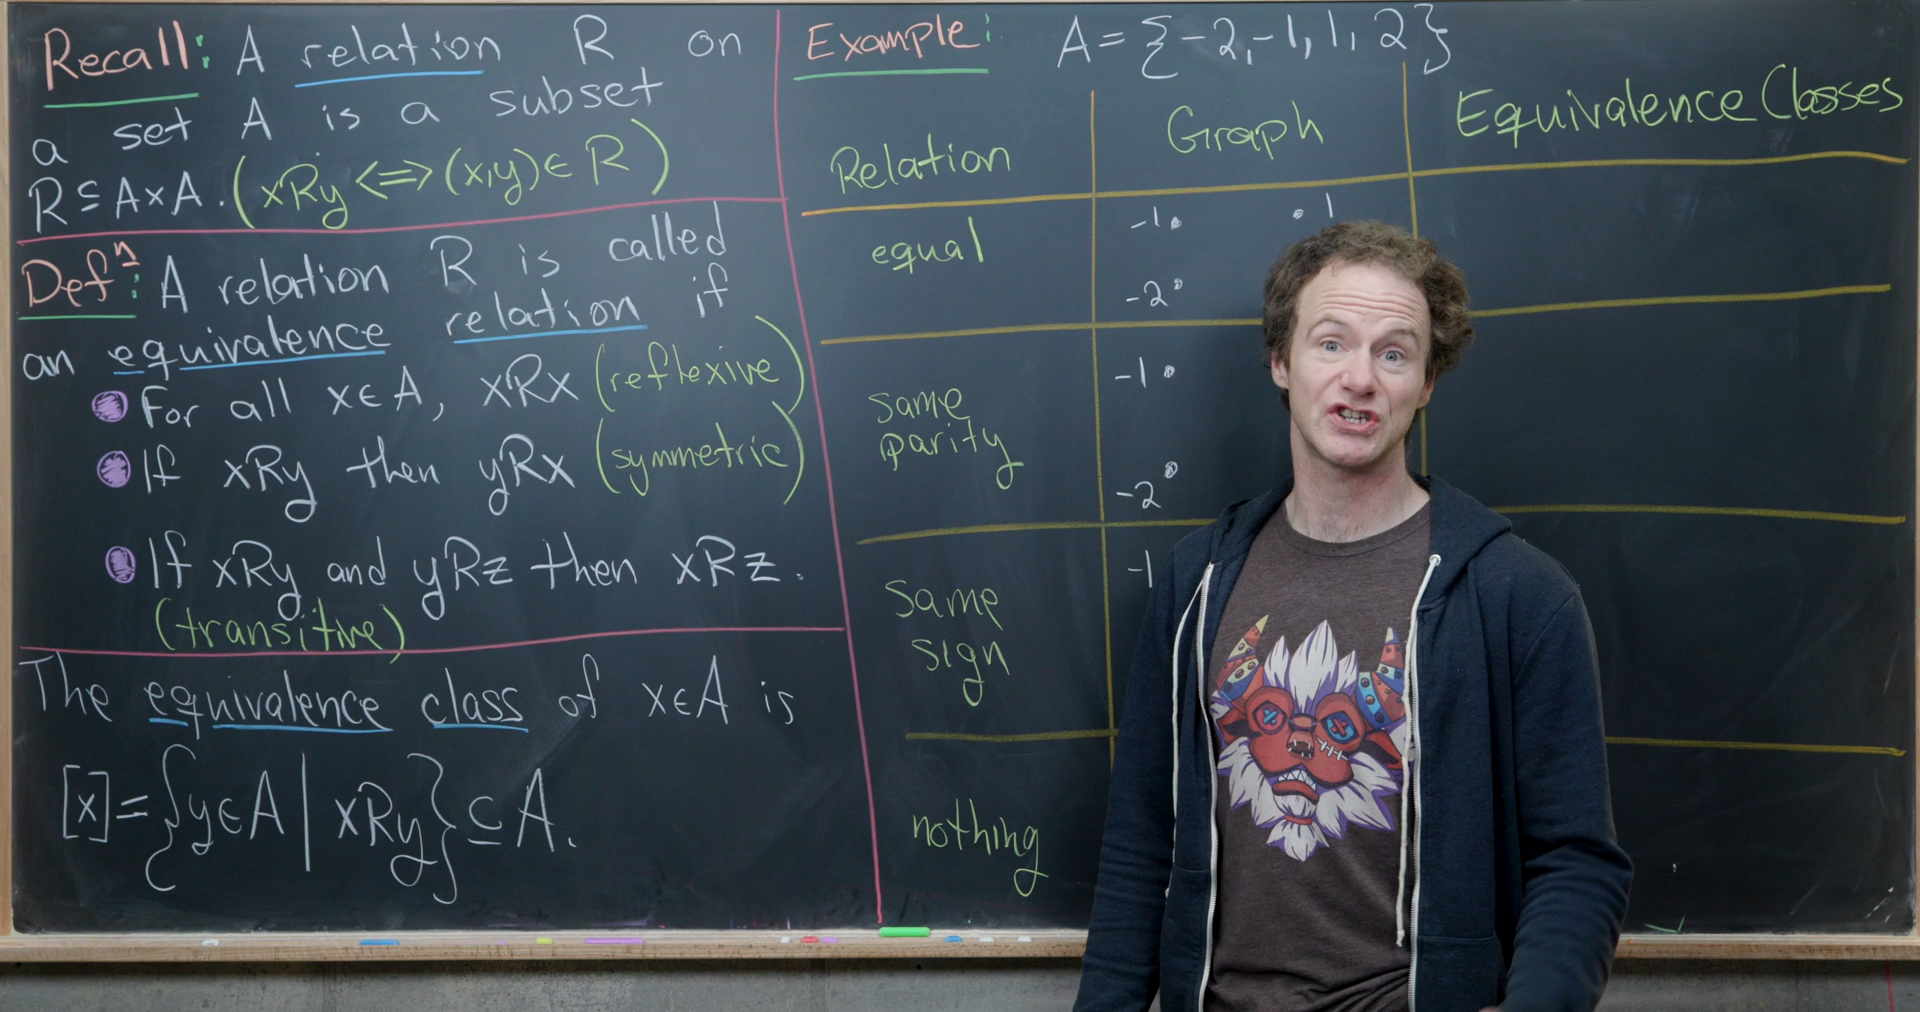 Recall: A relation R on
a set A is a subset
R ⊆ A×A. (xRy ⟺ (x,y) ∈ R)
Defⁿ: A relation R is called
an equivalence relation if
For all x∈A, xRx (reflexive)
If xRy then yRx (symmetric)
If xRy and yRz then xRz.
(transitive)
The equivalence class of x∈A is
[x] = {y∈A | xRy} ⊆ A.
Example: A = {-2, -1, 1, 2}
Relation Graph Equivalence Classes
equal
-1 1
-2
same
parity
-1
-2
same
sign
-1
nothing